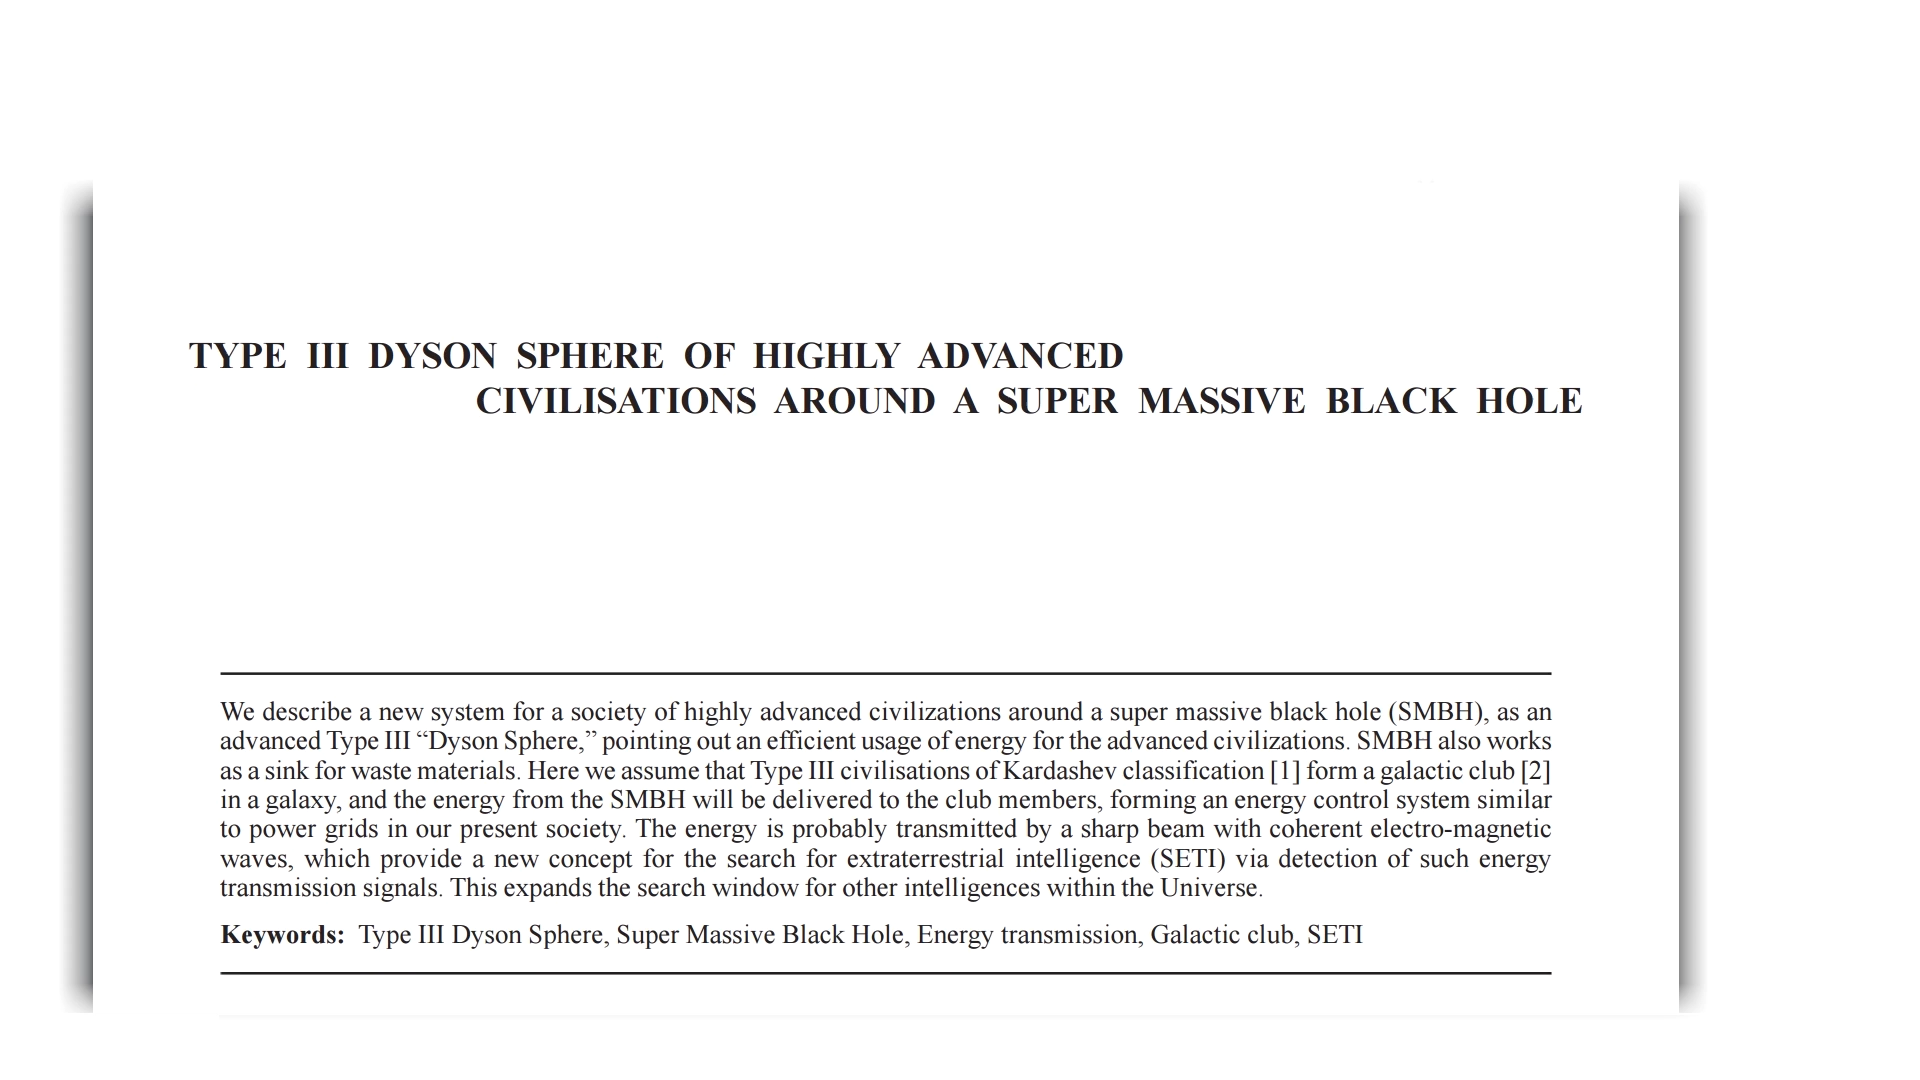 TYPE III DYSON SPHERE OF HIGHLY ADVANCED
CIVILISATIONS AROUND A SUPER MASSIVE BLACK HOLE
We describe a new system for a society of highly advanced civilizations around a super massive black hole (SMBH), as an
advanced Type III “Dyson Sphere,” pointing out an efficient usage of energy for the advanced civilizations. SMBH also works
as a sink for waste materials. Here we assume that Type III civilisations of Kardashev classification [1] form a galactic club [2]
in a galaxy, and the energy from the SMBH will be delivered to the club members, forming an energy control system similar
to power grids in our present society. The energy is probably transmitted by a sharp beam with coherent electro-magnetic
waves, which provide a new concept for the search for extraterrestrial intelligence (SETI) via detection of such energy
transmission signals. This expands the search window for other intelligences within the Universe.
Keywords: Type III Dyson Sphere, Super Massive Black Hole, Energy transmission, Galactic club, SETI